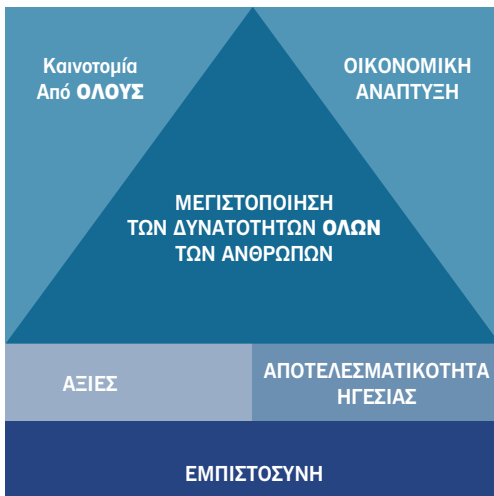 Καινοτομία
Από ΟΛΟΥΣ
ΟΙΚΟΝΟΜΙΚΗ
ΑΝΑΠΤΥΞΗ
ΜΕΓΙΣΤΟΠΟΙΗΣΗ
ΤΩΝ ΔΥΝΑΤΟΤΗΤΩΝ ΟΛΩΝ
ΤΩΝ ΑΝΘΡΩΠΩΝ
ΑΞΙΕΣ
ΑΠΟΤΕΛΕΣΜΑΤΙΚΟΤΗΤΑ
ΗΓΕΣΙΑΣ
ΕΜΠΙΣΤΟΣΥΝΗ